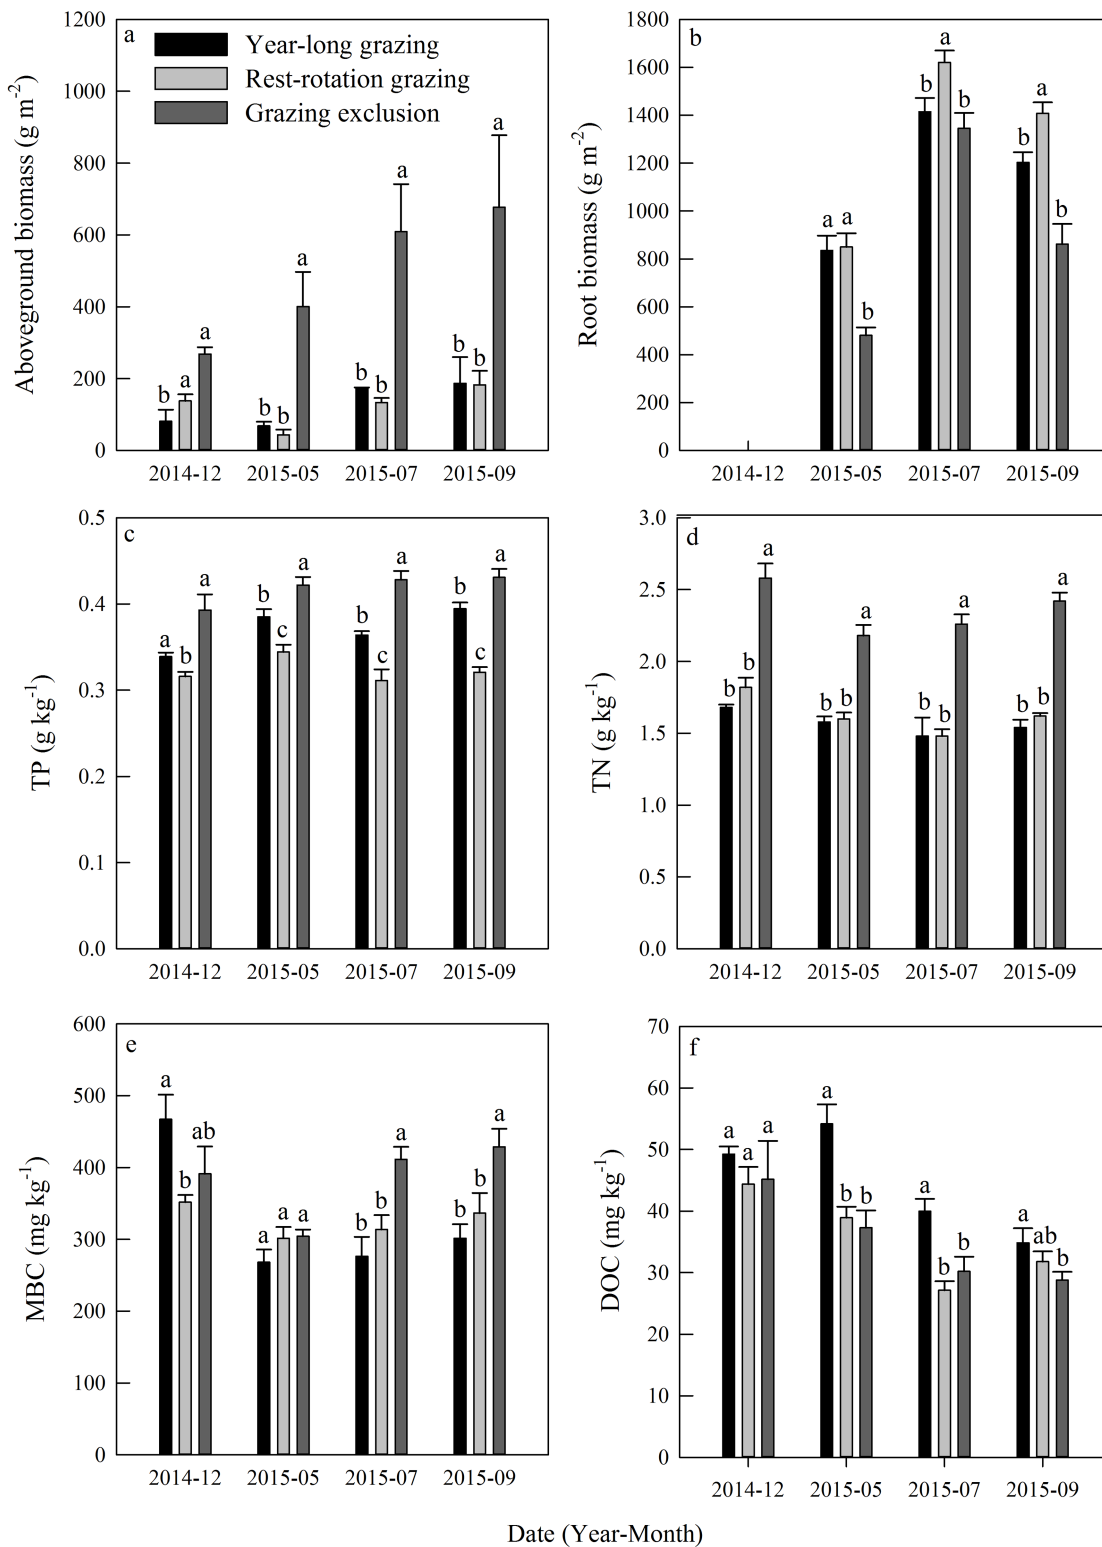 a
Year-long grazing
Rest-rotation grazing
Grazing exclusion
Aboveground biomass (g m-2)
1200
1000
800
600
400
200
0
b a a
b b a
b b a
b b a
2014-12 2015-05 2015-07 2015-09
b
Root biomass (g m-2)
1800
1600
1400
1200
1000
800
600
400
200
0
a a b
b a b
b a b
2014-12 2015-05 2015-07 2015-09
c
TP (g kg-1)
0.5
0.4
0.3
0.2
0.1
0.0
a b a
b c a
b c a
b c a
2014-12 2015-05 2015-07 2015-09
d
TN (g kg-1)
3.0
2.5
2.0
1.5
1.0
0.5
0.0
b b a
b b a
b b a
b b a
2014-12 2015-05 2015-07 2015-09
e
MBC (mg kg-1)
600
500
400
300
200
100
0
a b ab
a a a
b b a
b b a
2014-12 2015-05 2015-07 2015-09
f
DOC (mg kg-1)
70
60
50
40
30
20
10
0
a a a
a b b
a b b
a ab b
2014-12 2015-05 2015-07 2015-09
Date (Year-Month)